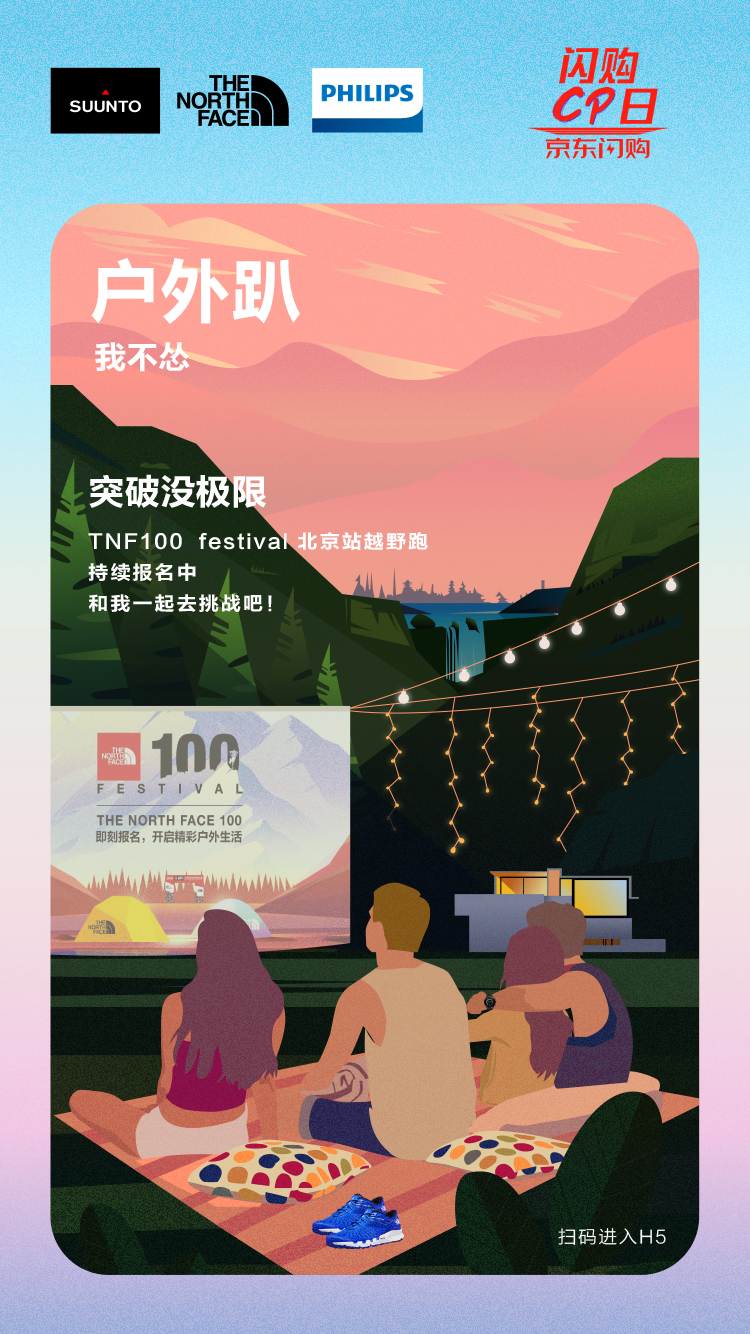 SUUNTO
THE
NORTH
FACE
PHILIPS
闪购
CP日
京东闪购
户外趴
我不怂
突破没极限
TNF100 festival 北京站越野跑
持续报名中
和我一起去挑战吧！
THE
NORTH
FACE
100
FESTIVAL
THE NORTH FACE 100
即刻报名，开启精彩户外生活
THE
NORTH
FACE
扫码进入H5